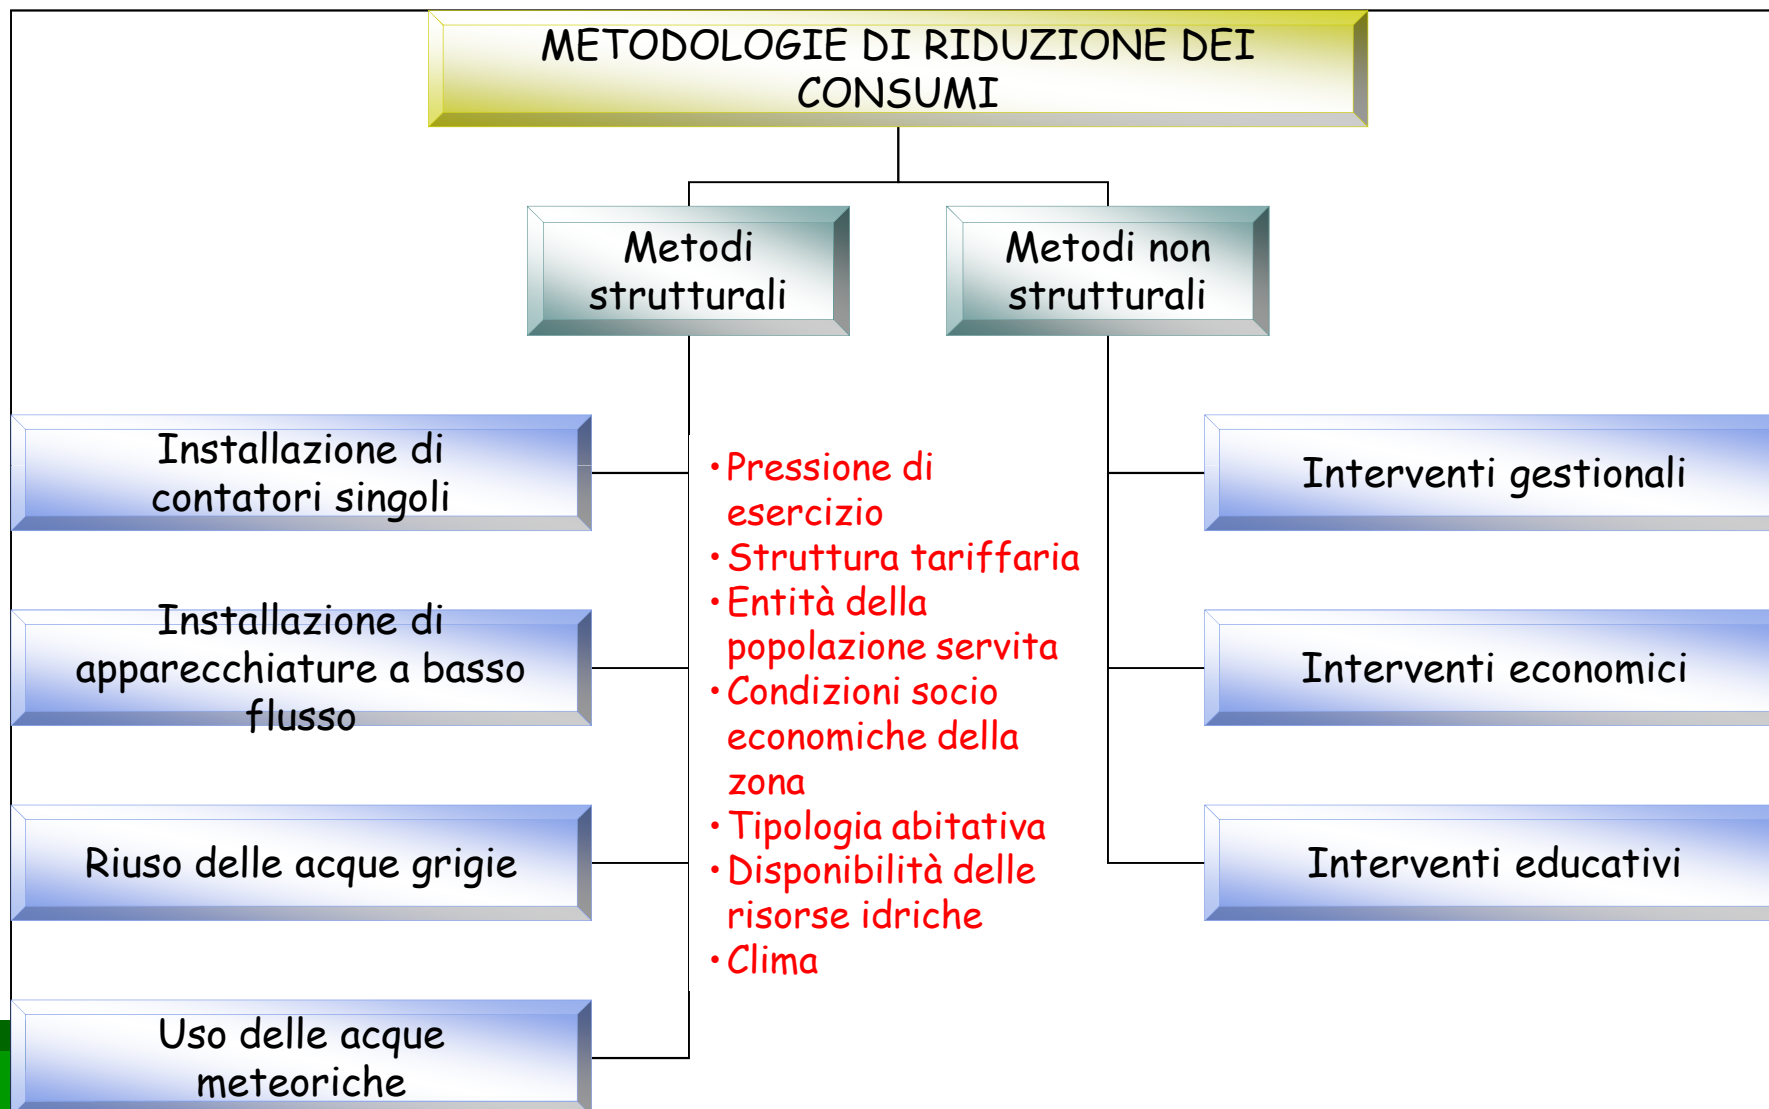 METODOLOGIE DI RIDUZIONE DEI
CONSUMI
Metodi
strutturali
Metodi non
strutturali
Installazione di
contatori singoli
Installazione di
apparecchiature a basso
flusso
Riuso delle acque grigie
Uso delle acque
meteoriche
• Pressione di
esercizio
• Struttura tariffaria
• Entità della
popolazione servita
• Condizioni socio
economiche della
zona
• Tipologia abitativa
• Disponibilità delle
risorse idriche
• Clima
Interventi gestionali
Interventi economici
Interventi educativi